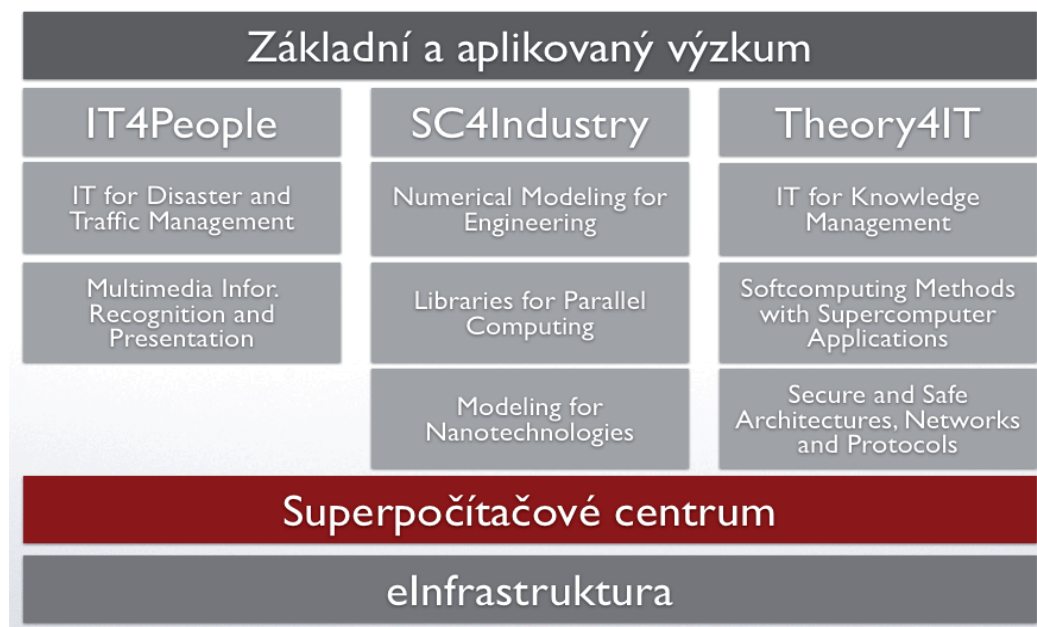 Základní a aplikovaný výzkum
IT4People
IT for Disaster and
Traffic Management
Multimedia Infor.
Recognition and
Presentation
SC4Industry
Numerical Modeling for
Engineering
Libraries for Parallel
Computing
Modeling for
Nanotechnologies
Theory4IT
IT for Knowledge
Management
Softcomputing Methods
with Supercomputer
Applications
Secure and Safe
Architectures, Networks
and Protocols
Superpočítačové centrum
eInfrastruktura